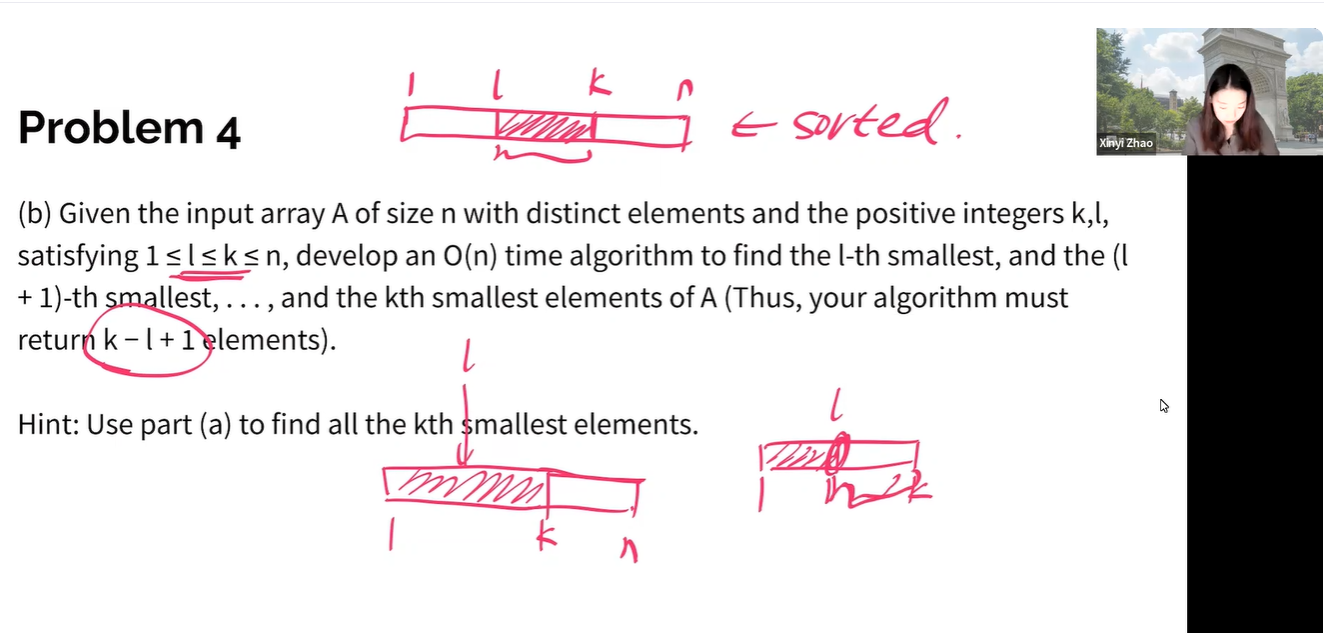 1 l k n
Problem 4
← sorted.
Xinyi Zhao
(b) Given the input array A of size n with distinct elements and the positive integers k,l,
satisfying 1 ≤ l ≤ k ≤ n, develop an O(n) time algorithm to find the l-th smallest, and the (l
+ 1)-th smallest, . . . , and the kth smallest elements of A (Thus, your algorithm must
return k − l + 1 elements).
l
l
Hint: Use part (a) to find all the kth smallest elements.
1 k n
1 k